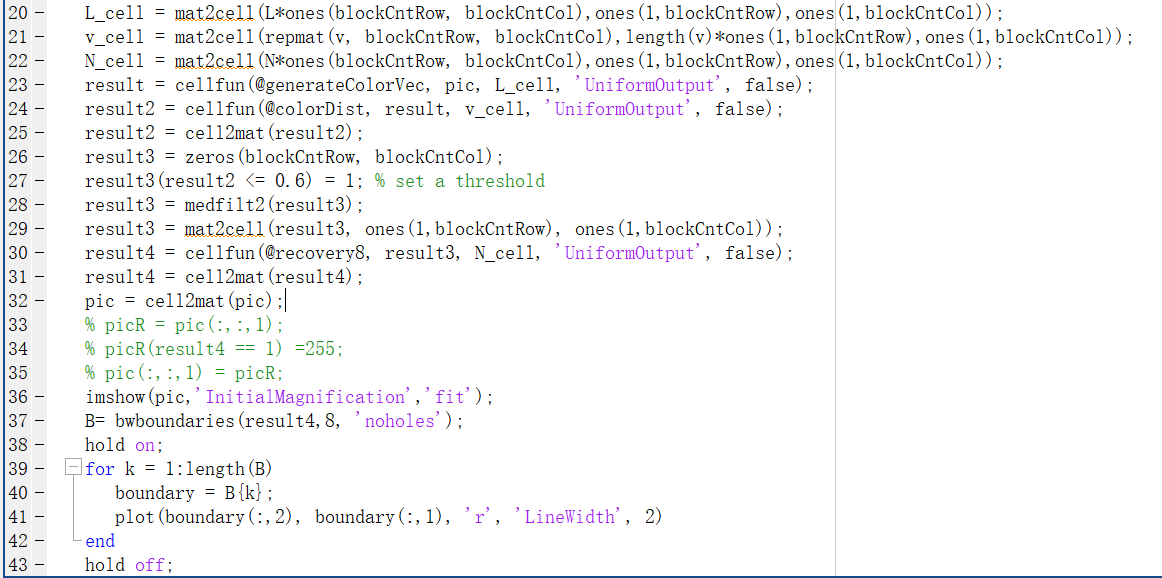 20 - L_cell = mat2cell(L*ones(blockCntRow, blockCntCol),ones(1,blockCntRow),ones(1,blockCntCol));
21 - v_cell = mat2cell(repmat(v, blockCntRow, blockCntCol),length(v)*ones(1,blockCntRow),ones(1,blockCntCol));
22 - N_cell = mat2cell(N*ones(blockCntRow, blockCntCol),ones(1,blockCntRow),ones(1,blockCntCol));
23 - result = cellfun(@generateColorVec, pic, L_cell, 'UniformOutput', false);
24 - result2 = cellfun(@colorDist, result, v_cell, 'UniformOutput', false);
25 - result2 = cell2mat(result2);
26 - result3 = zeros(blockCntRow, blockCntCol);
27 - result3(result2 <= 0.6) = 1; % set a threshold
28 - result3 = medfilt2(result3);
29 - result3 = mat2cell(result3, ones(1,blockCntRow), ones(1,blockCntCol));
30 - result4 = cellfun(@recovery8, result3, N_cell, 'UniformOutput', false);
31 - result4 = cell2mat(result4);
32 - pic = cell2mat(pic);
33 % picR = pic(:,:,1);
34 % picR(result4 == 1) =255;
35 % pic(:,:,1) = picR;
36 - imshow(pic,'InitialMagnification','fit');
37 - B= bwboundaries(result4,8, 'noholes');
38 - hold on;
39 - for k = 1:length(B)
40 - boundary = B{k};
41 - plot(boundary(:,2), boundary(:,1), 'r', 'LineWidth', 2)
42 - end
43 - hold off;